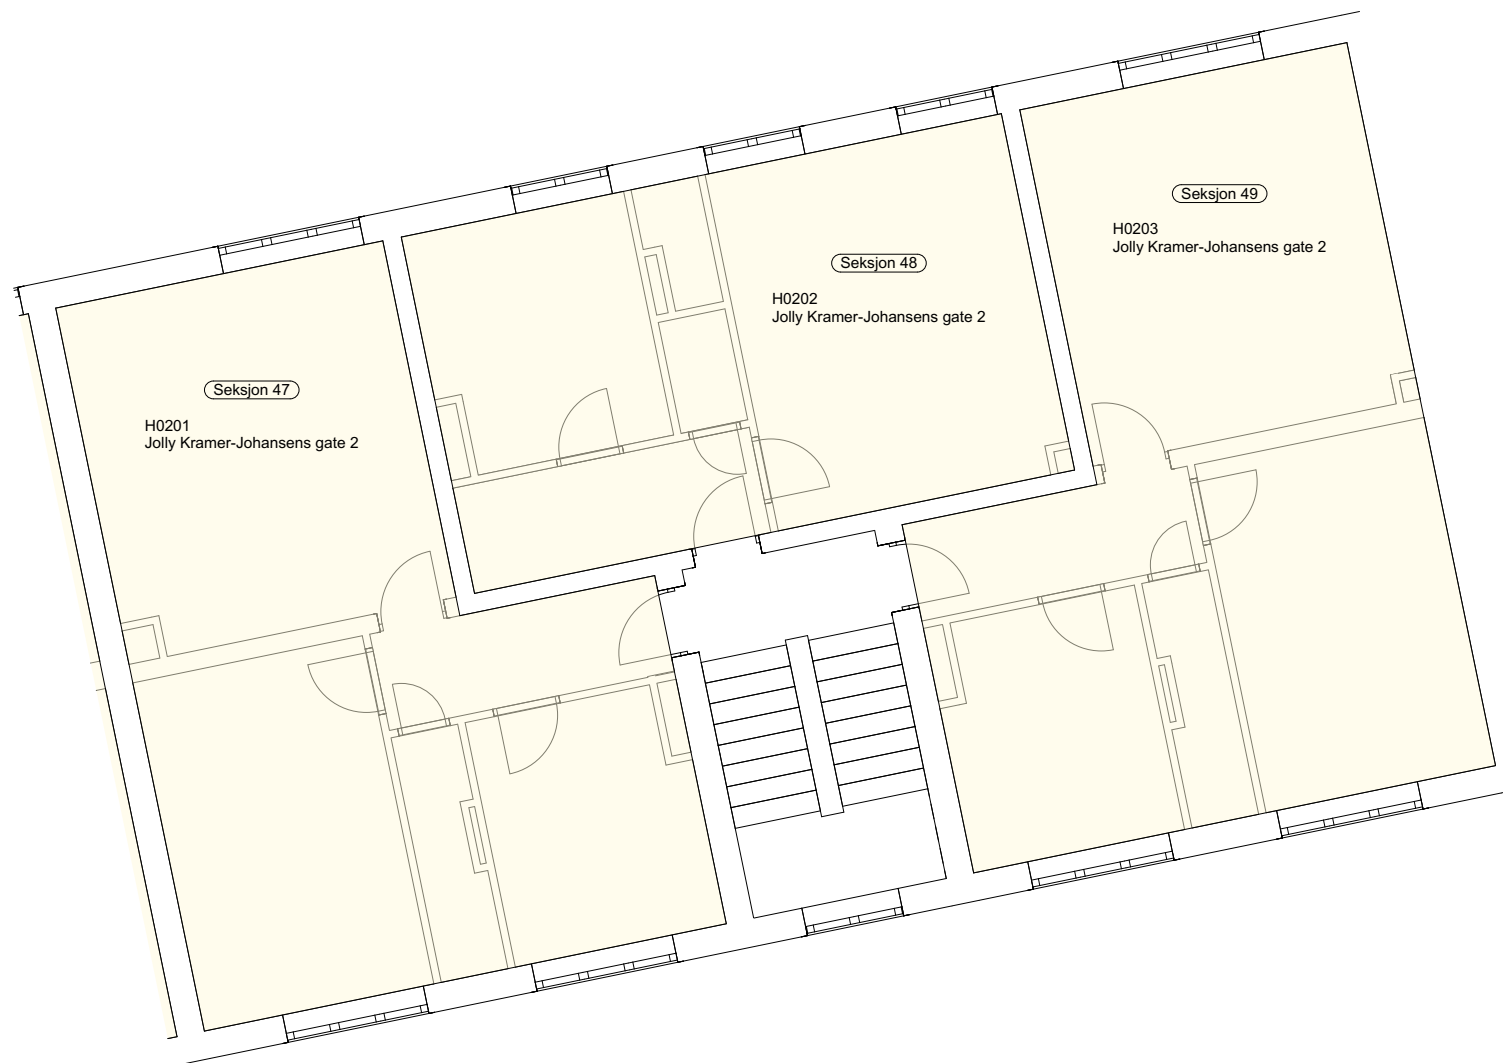 Seksjon 49
H0203
Jolly Kramer-Johansens gate 2
Seksjon 48
H0202
Jolly Kramer-Johansens gate 2
Seksjon 47
H0201
Jolly Kramer-Johansens gate 2